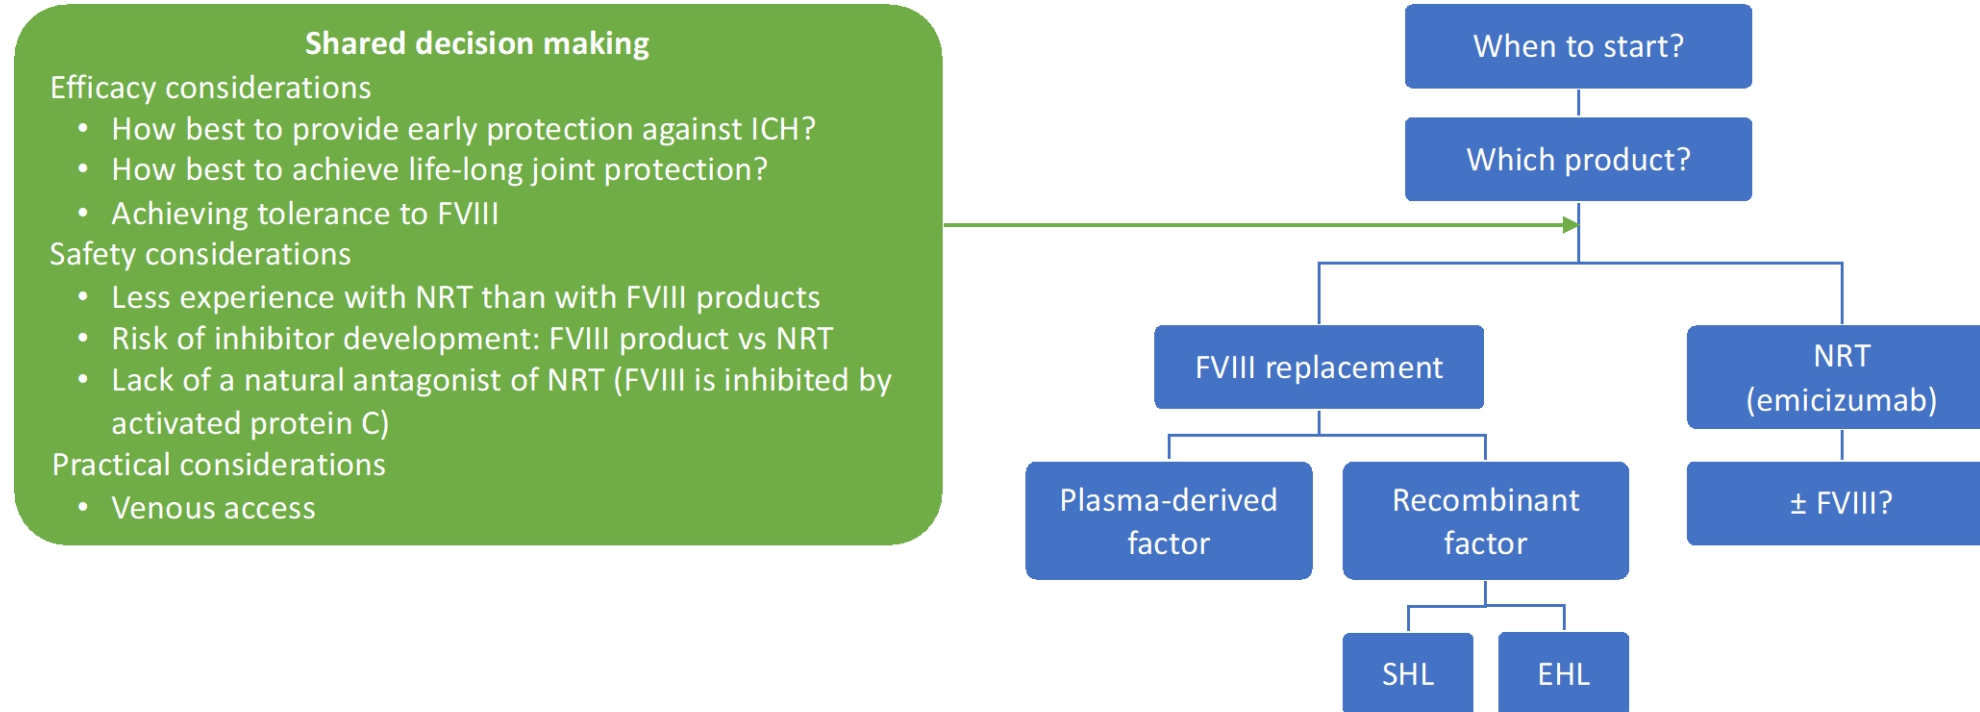 Shared decision making
Efficacy considerations
• How best to provide early protection against ICH?
• How best to achieve life-long joint protection?
• Achieving tolerance to FVIII
Safety considerations
• Less experience with NRT than with FVIII products
• Risk of inhibitor development: FVIII product vs NRT
• Lack of a natural antagonist of NRT (FVIII is inhibited by
activated protein C)
Practical considerations
• Venous access
When to start?
Which product?
FVIII replacement
NRT
(emicizumab)
Plasma-derived
factor
Recombinant
factor
± FVIII?
SHL
EHL